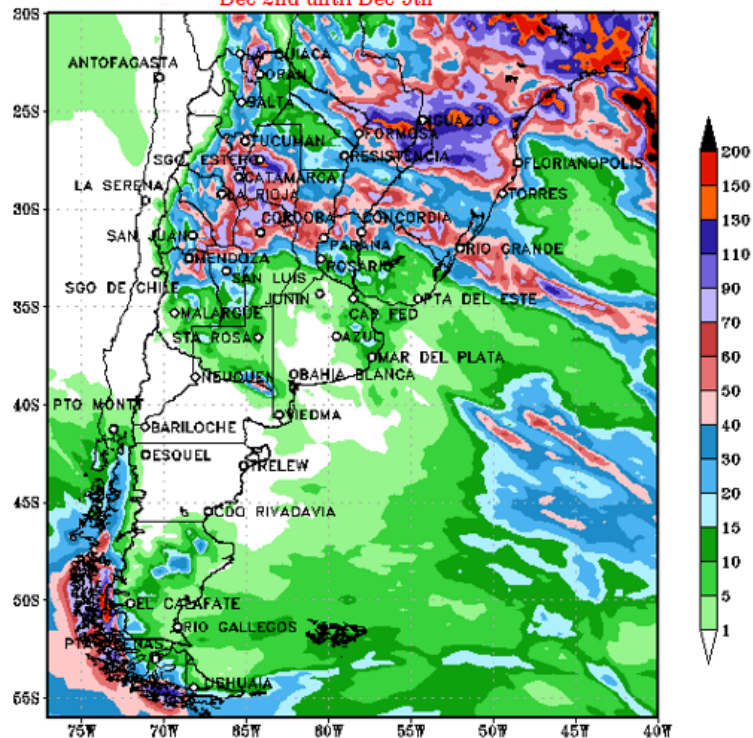 Dec 2nd until Dec
20S
25S
30S
35S
40S
45S
50S
55S
ANTOFAGASTA
LA QUIACA
ORAN
SALTA
TUCUMAN
FORMOSA
IGUAZU
SGO ESTERO
RESISTENCIA
FLORIANOPOLIS
CATAMARCA
LA SERENA
LA RIOJA
TORRES
CORDOBA
CONCORDIA
SAN JUAN
PARANA
RIO GRANDE
MENDOZA
ROSARIO
SGO DE CHILE
SAN LUIS
JUNIN
PTA DEL ESTE
MALARGUE
CAP FED
STA ROSA
AZUL
MAR DEL PLATA
NEUQUEN
BAHIA BLANCA
PTO MONTT
VIEDMA
BARILOCHE
ESQUEL
TRELEW
CDO RIVADAVIA
EL CALAFATE
RIO GALLEGOS
USHUAIA
75W
70W
65W
60W
55W
50W
45W
40W
200
150
130
110
90
70
60
50
40
30
20
15
10
5
1